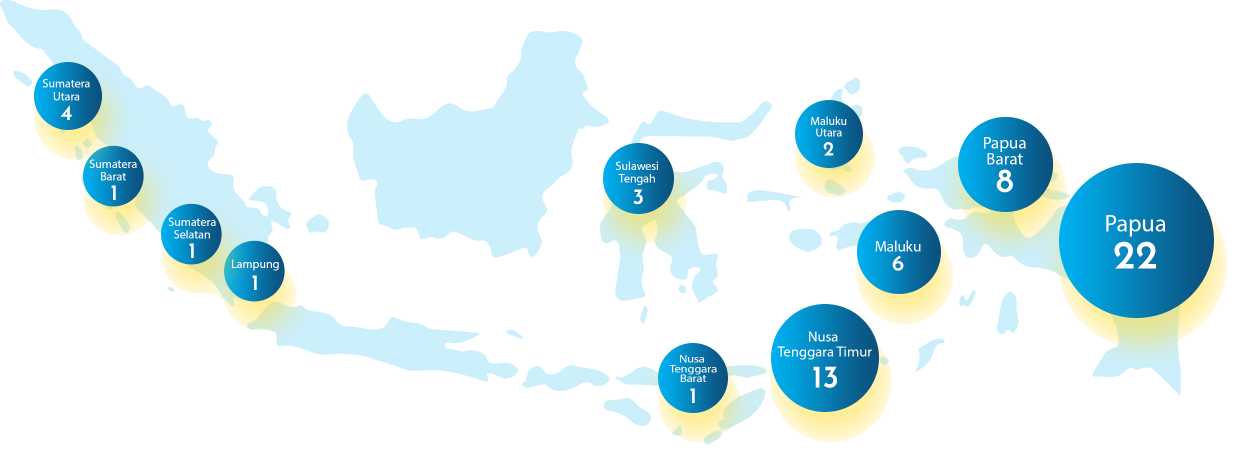 Sumatera
Utara
4
Sumatera
Barat
1
Sumatera
Selatan
1
Lampung
1
Sulawesi
Tengah
3
Maluku
Utara
2
Papua
Barat
8
Papua
22
Maluku
6
Nusa
Tenggara Timur
13
Nusa
Tenggara
Barat
1